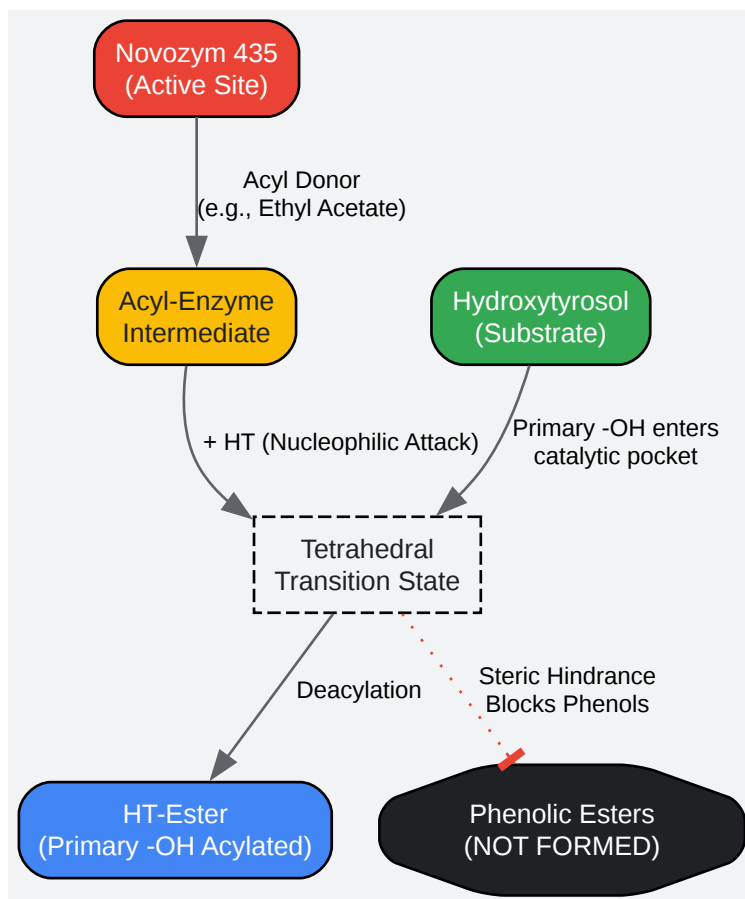 Novozym 435
(Active Site)
Acyl Donor
(e.g., Ethyl Acetate)
Acyl-Enzyme
Intermediate
Hydroxytyrosol
(Substrate)
+ HT (Nucleophilic Attack)
Primary -OH enters
catalytic pocket
Tetrahedral
Transition State
Deacylation
Steric Hindrance
Blocks Phenols
HT-Ester
(Primary -OH Acylated)
Phenolic Esters
(NOT FORMED)